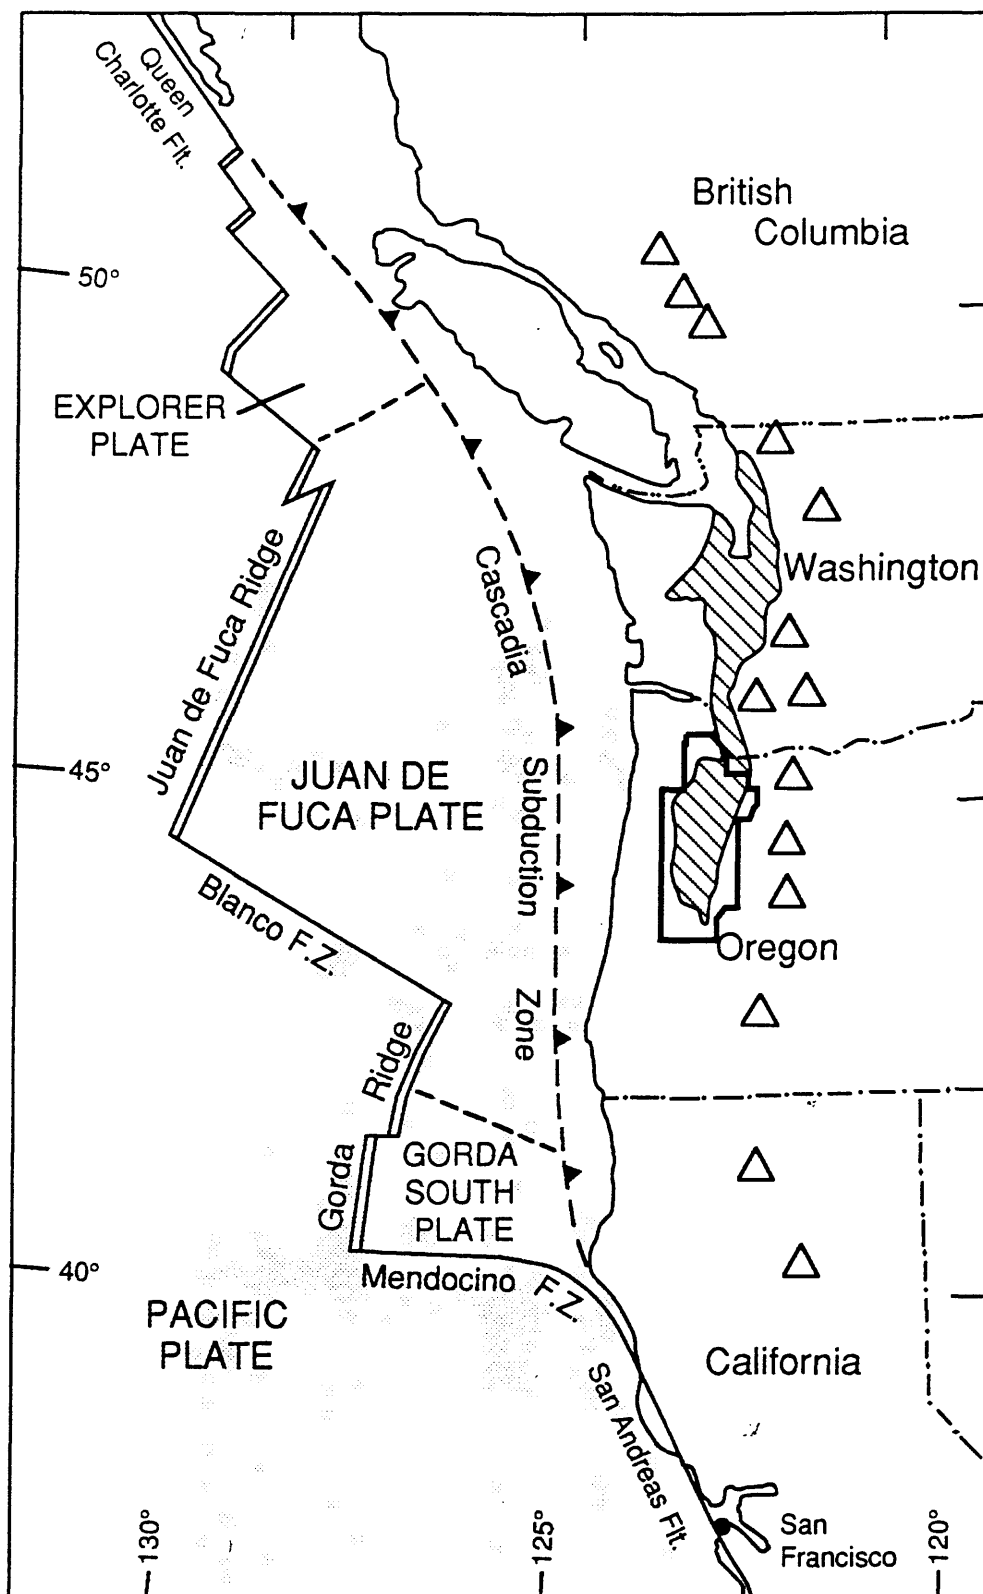 Queen
Charlotte Flt.
British
Columbia
50°
EXPLORER
PLATE
Juan de Fuca Ridge
Cascadia
Subduction
Zone
Washington
45°
JUAN DE
FUCA PLATE
Blanco F.Z.
Oregon
Ridge
Gorda
GORDA
SOUTH
PLATE
40°
Mendocino
F.Z.
PACIFIC
PLATE
California
San Andreas Flt.
San
Francisco
130°
125°
120°